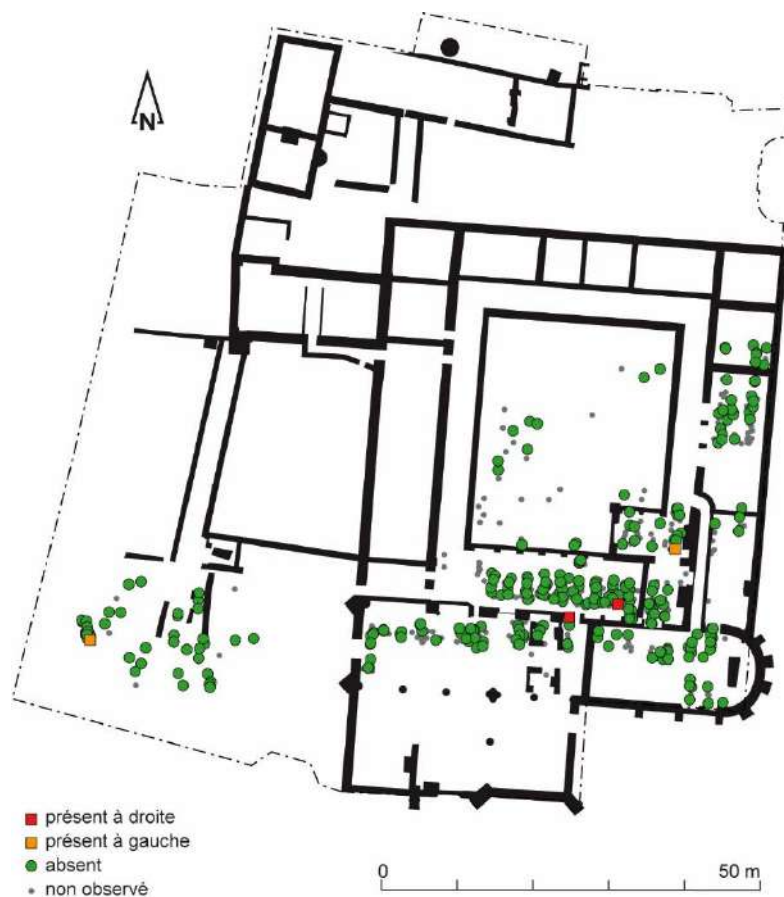 N
présent à droite
présent à gauche
absent
non observé
0 50 m